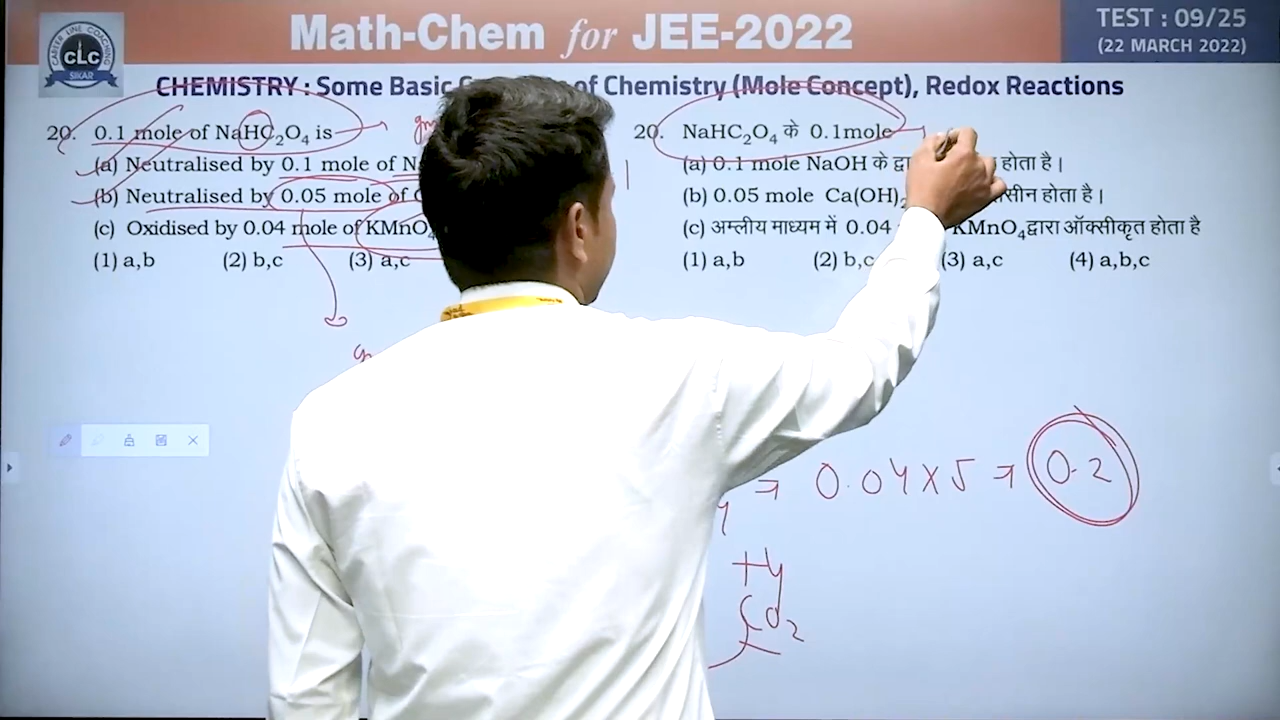 Math-Chem for JEE-2022
TEST : 09/25
(22 MARCH 2022)
CAREER LINE COACHING
CLC
SIKAR
CHEMISTRY : Some Basic of Chemistry (Mole Concept), Redox Reactions
20. 0.1 mole of NaHC₂O₄ is
(a) Neutralised by 0.1 mole of
(b) Neutralised by 0.05 mole of
(c) Oxidised by 0.04 mole of KMnO₄
(1) a,b (2) b,c (3) a,c
20. NaHC₂O₄ के 0.1mole
(a) 0.1 mole NaOH के होता है।
(b) 0.05 mole Ca(OH)₂ होता है।
(c) अम्लीय माध्यम में 0.04 KMnO₄द्वारा ऑक्सीकृत होता है
(1) a,b (2) b,c (3) a,c (4) a,b,c
→ 0.04 × 5 → 0.2
+4
CO₂